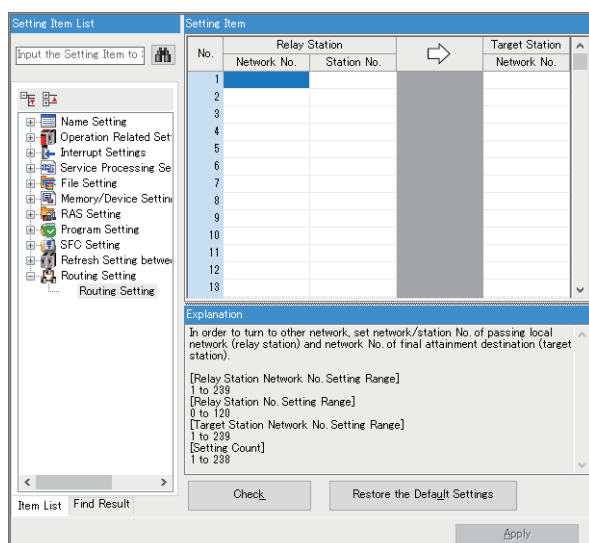 Setting Item List
Input the Setting Item to
Name Setting
Operation Related Set
Interrupt Settings
Service Processing Se
File Setting
Memory/Device Settin
RAS Setting
Program Setting
SFC Setting
Refresh Setting betwe
Routing Setting
Routing Setting
Item List Find Result
Setting Item
No. Relay Station Target Station
Network No. Station No. Network No.
1
2
3
4
5
6
7
8
9
10
11
12
13
Explanation
In order to turn to other network, set network/station No. of passing local
network (relay station) and network No. of final attainment destination (target
station).
[Relay Station Network No. Setting Range]
1 to 239
[Relay Station No. Setting Range]
0 to 120
[Target Station Network No. Setting Range]
1 to 239
[Setting Count]
1 to 238
Check Restore the Default Settings
Apply